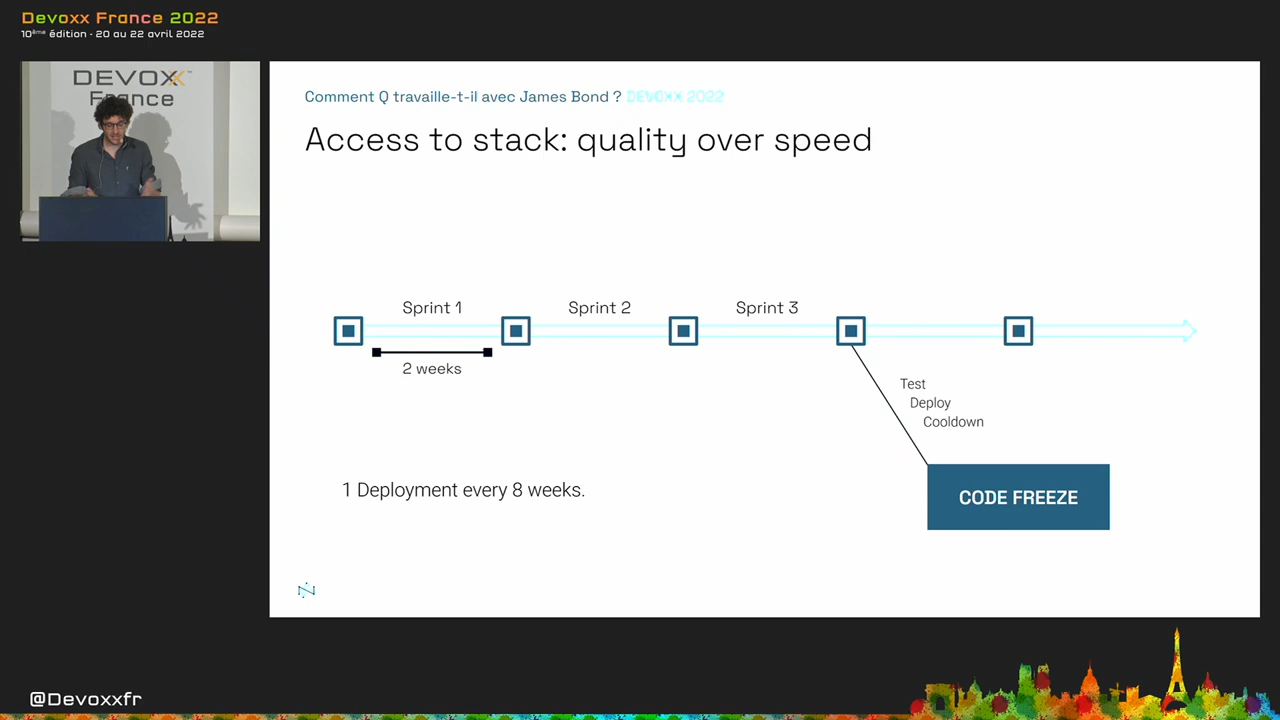 Devoxx France 2022
10ème édition - 20 au 22 avril 2022
DEVOXX
France
Comment Q travaille-t-il avec James Bond ? DEVOXX 2022
Access to stack: quality over speed
Sprint 1
Sprint 2
Sprint 3
2 weeks
Test
Deploy
Cooldown
1 Deployment every 8 weeks.
CODE FREEZE
@Devoxxfr